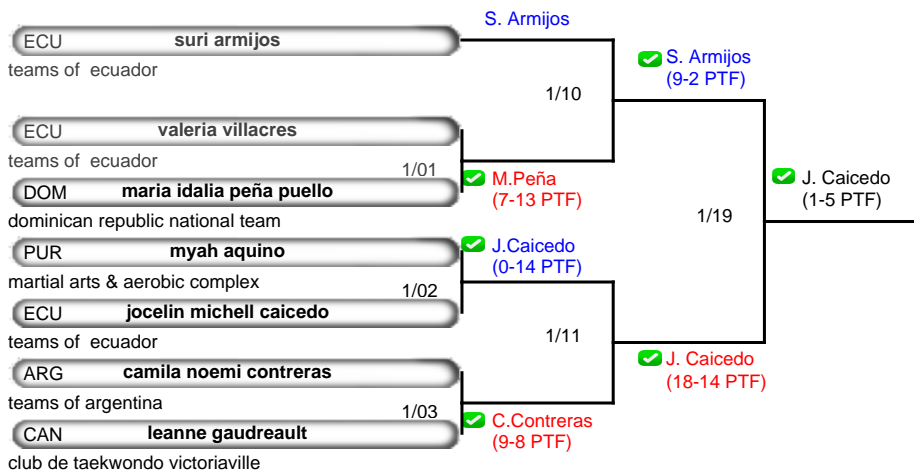 S. Armijos
ECU suri armijos
teams of ecuador
S. Armijos
(9-2 PTF)
1/10
ECU valeria villacres
teams of ecuador
1/01
DOM maria idalia peña puello
dominican republic national team
M.Peña
(7-13 PTF)
J. Caicedo
(1-5 PTF)
1/19
PUR myah aquino
martial arts & aerobic complex
J.Caicedo
(0-14 PTF)
1/02
ECU jocelin michell caicedo
teams of ecuador
1/11
ARG camila noemi contreras
teams of argentina
J. Caicedo
(18-14 PTF)
1/03
CAN leanne gaudreault
club de taekwondo victoriaville
C.Contreras
(9-8 PTF)